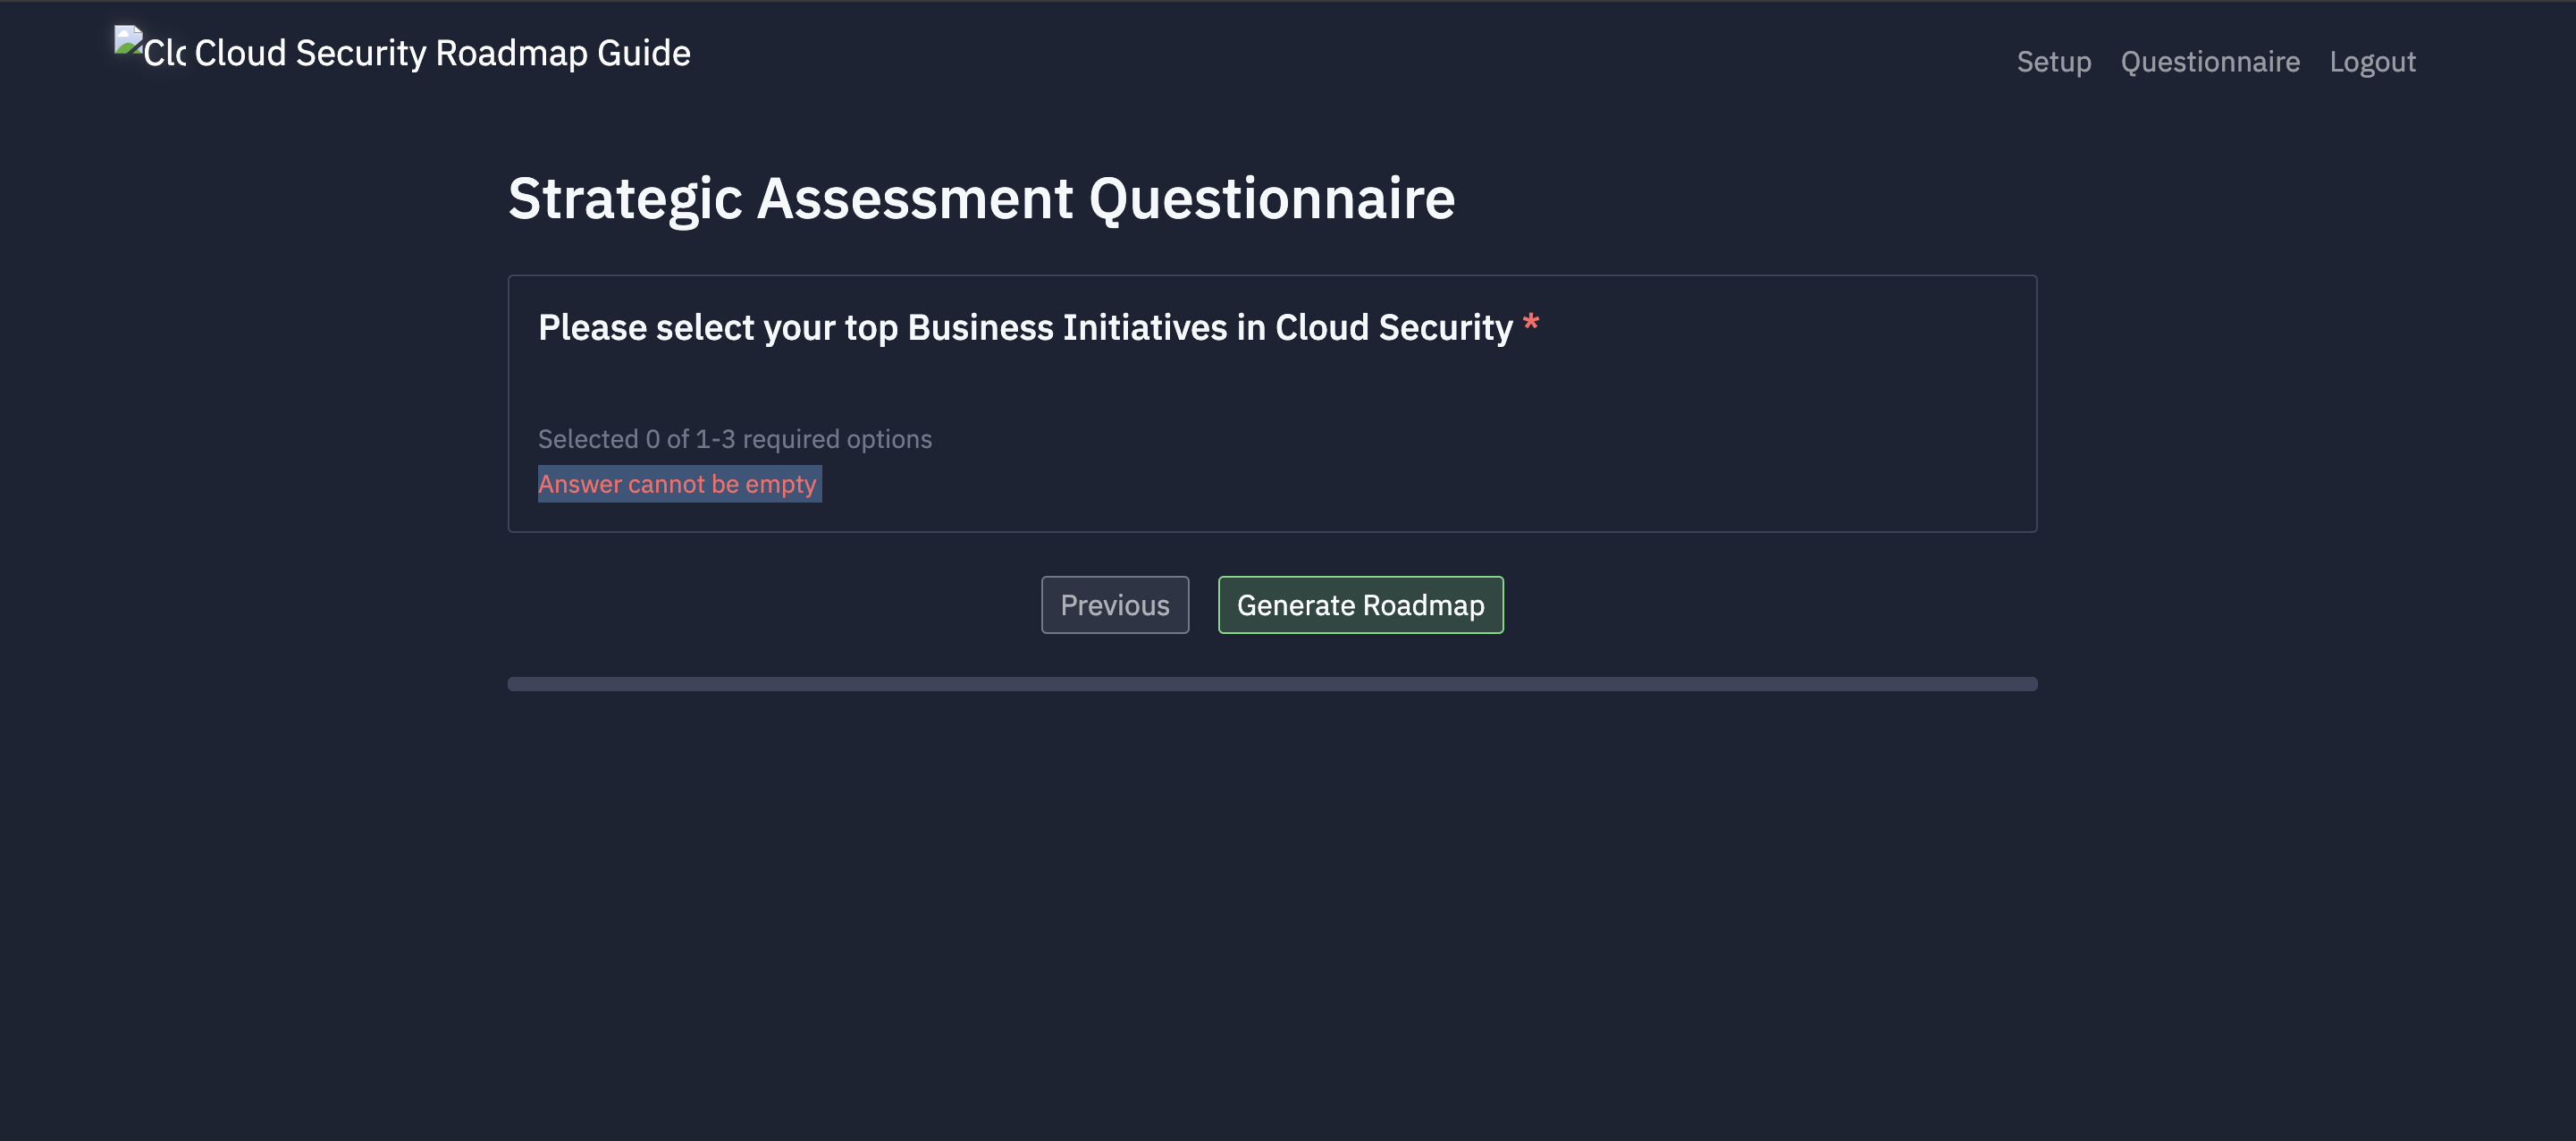 Clo Cloud Security Roadmap Guide
Setup Questionnaire Logout
Strategic Assessment Questionnaire
Please select your top Business Initiatives in Cloud Security *
Selected 0 of 1-3 required options
Answer cannot be empty
Previous Generate Roadmap